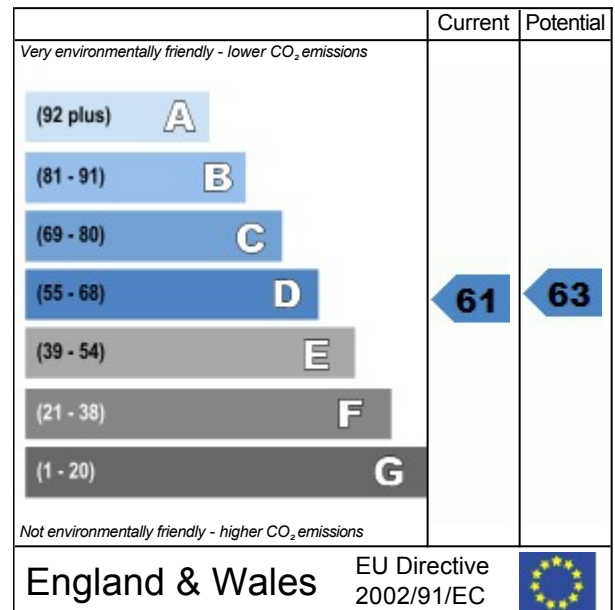 Current Potential
Very environmentally friendly - lower CO₂ emissions
(92 plus) A
(81 - 91) B
(69 - 80) C
(55 - 68) D 61 63
(39 - 54) E
(21 - 38) F
(1 - 20) G
Not environmentally friendly - higher CO₂ emissions
England & Wales
EU Directive
2002/91/EC